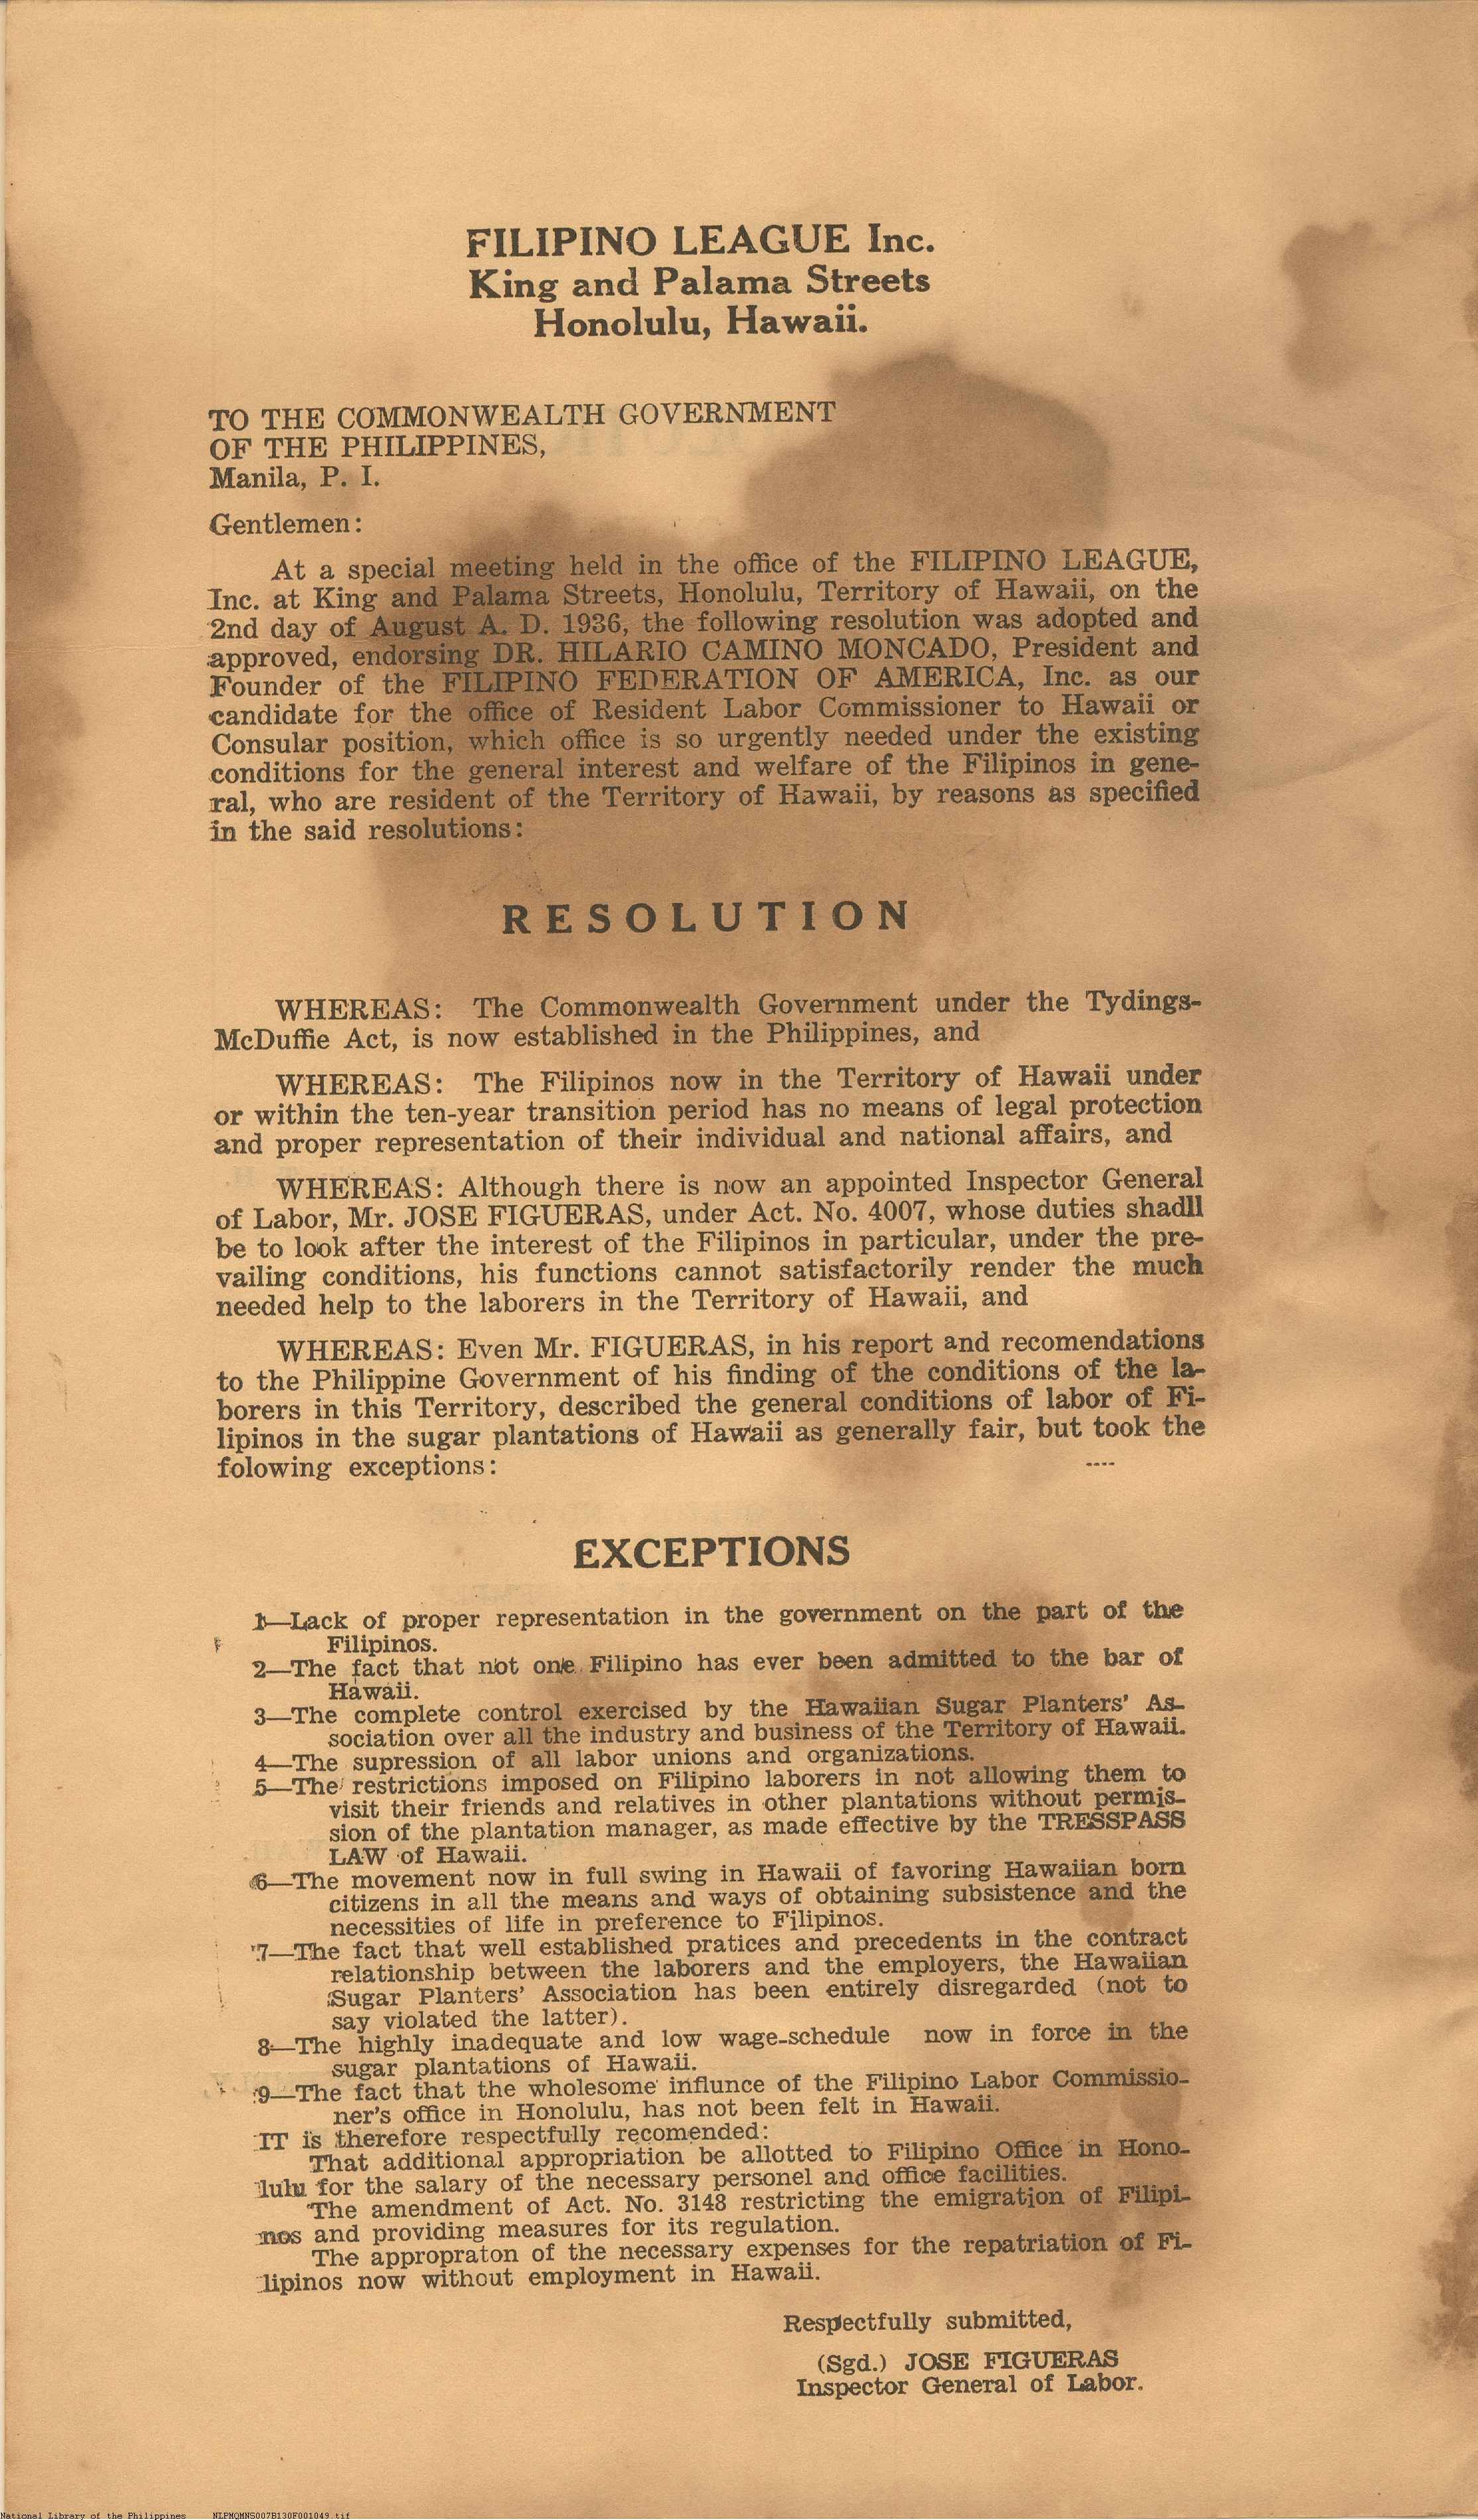 FILIPINO LEAGUE Inc.
King and Palama Streets
Honolulu, Hawaii.
TO THE COMMONWEALTH GOVERNMENT
OF THE PHILIPPINES,
Manila, P. I.
Gentlemen:
At a special meeting held in the office of the FILIPINO LEAGUE,
Inc. at King and Palama Streets, Honolulu, Territory of Hawaii, on the
2nd day of August A. D. 1936, the following resolution was adopted and
approved, endorsing DR. HILARIO CAMINO MONCADO, President and
Founder of the FILIPINO FEDERATION OF AMERICA, Inc. as our
candidate for the office of Resident Labor Commissioner to Hawaii or
Consular position, which office is so urgently needed under the existing
conditions for the general interest and welfare of the Filipinos in gene-
ral, who are resident of the Territory of Hawaii, by reasons as specified
in the said resolutions:
RESOLUTION
WHEREAS: The Commonwealth Government under the Tydings-
McDuffie Act, is now established in the Philippines, and
WHEREAS: The Filipinos now in the Territory of Hawaii under
or within the ten-year transition period has no means of legal protection
and proper representation of their individual and national affairs, and
WHEREAS: Although there is now an appointed Inspector General
of Labor, Mr. JOSE FIGUERAS, under Act. No. 4007, whose duties shadll
be to look after the interest of the Filipinos in particular, under the pre-
vailing conditions, his functions cannot satisfactorily render the much
needed help to the laborers in the Territory of Hawaii, and
WHEREAS: Even Mr. FIGUERAS, in his report and recomendations
to the Philippine Government of his finding of the conditions of the la-
borers in this Territory, described the general conditions of labor of Fi-
lipinos in the sugar plantations of Hawaii as generally fair, but took the
folowing exceptions: ----
EXCEPTIONS
1—Lack of proper representation in the government on the part of the
Filipinos.
2—The fact that not one Filipino has ever been admitted to the bar of
Hawaii.
3—The complete control exercised by the Hawaiian Sugar Planters' As-
sociation over all the industry and business of the Territory of Hawaii.
4—The supression of all labor unions and organizations.
5—The restrictions imposed on Filipino laborers in not allowing them to
visit their friends and relatives in other plantations without permis-
sion of the plantation manager, as made effective by the TRESSPASS
LAW of Hawaii.
6—The movement now in full swing in Hawaii of favoring Hawaiian born
citizens in all the means and ways of obtaining subsistence and the
necessities of life in preference to Filipinos.
7—The fact that well established pratices and precedents in the contract
relationship between the laborers and the employers, the Hawaiian
Sugar Planters' Association has been entirely disregarded (not to
say violated the latter).
8—The highly inadequate and low wage-schedule now in force in the
sugar plantations of Hawaii.
9—The fact that the wholesome influnce of the Filipino Labor Commissio-
ner's office in Honolulu, has not been felt in Hawaii.
IT is therefore respectfully recomended:
That additional appropriation be allotted to Filipino Office in Hono-
lulu for the salary of the necessary personel and office facilities.
The amendment of Act. No. 3148 restricting the emigration of Filipi-
nos and providing measures for its regulation.
The appropraton of the necessary expenses for the repatriation of Fi-
lipinos now without employment in Hawaii.
Respectfully submitted,
(Sgd.) JOSE FIGUERAS
Inspector General of Labor.
National Library of the Philippines NLPMQMNS007B130F001049.tif